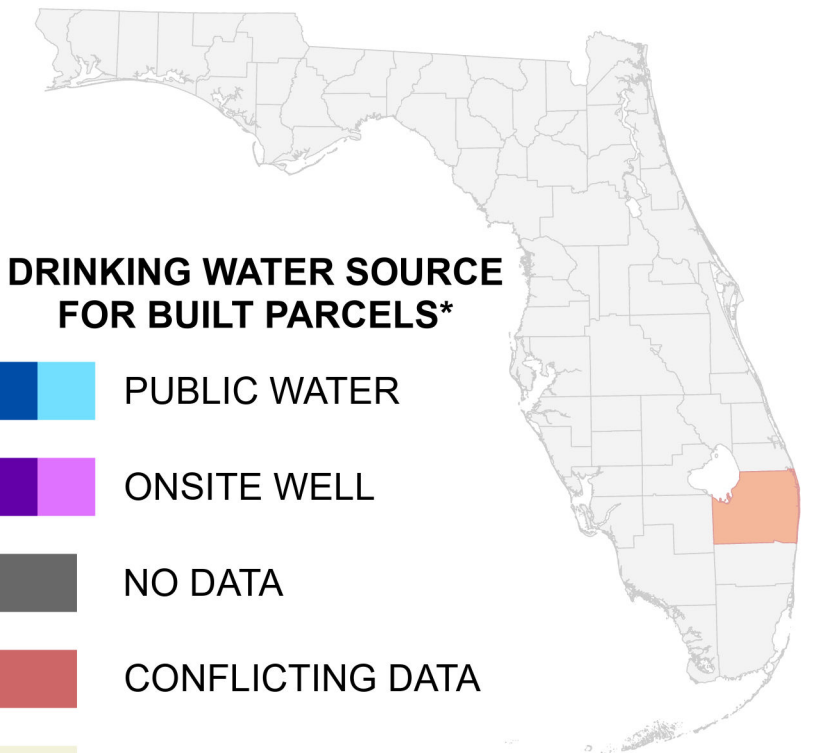 DRINKING WATER SOURCE
FOR BUILT PARCELS*
PUBLIC WATER
ONSITE WELL
NO DATA
CONFLICTING DATA